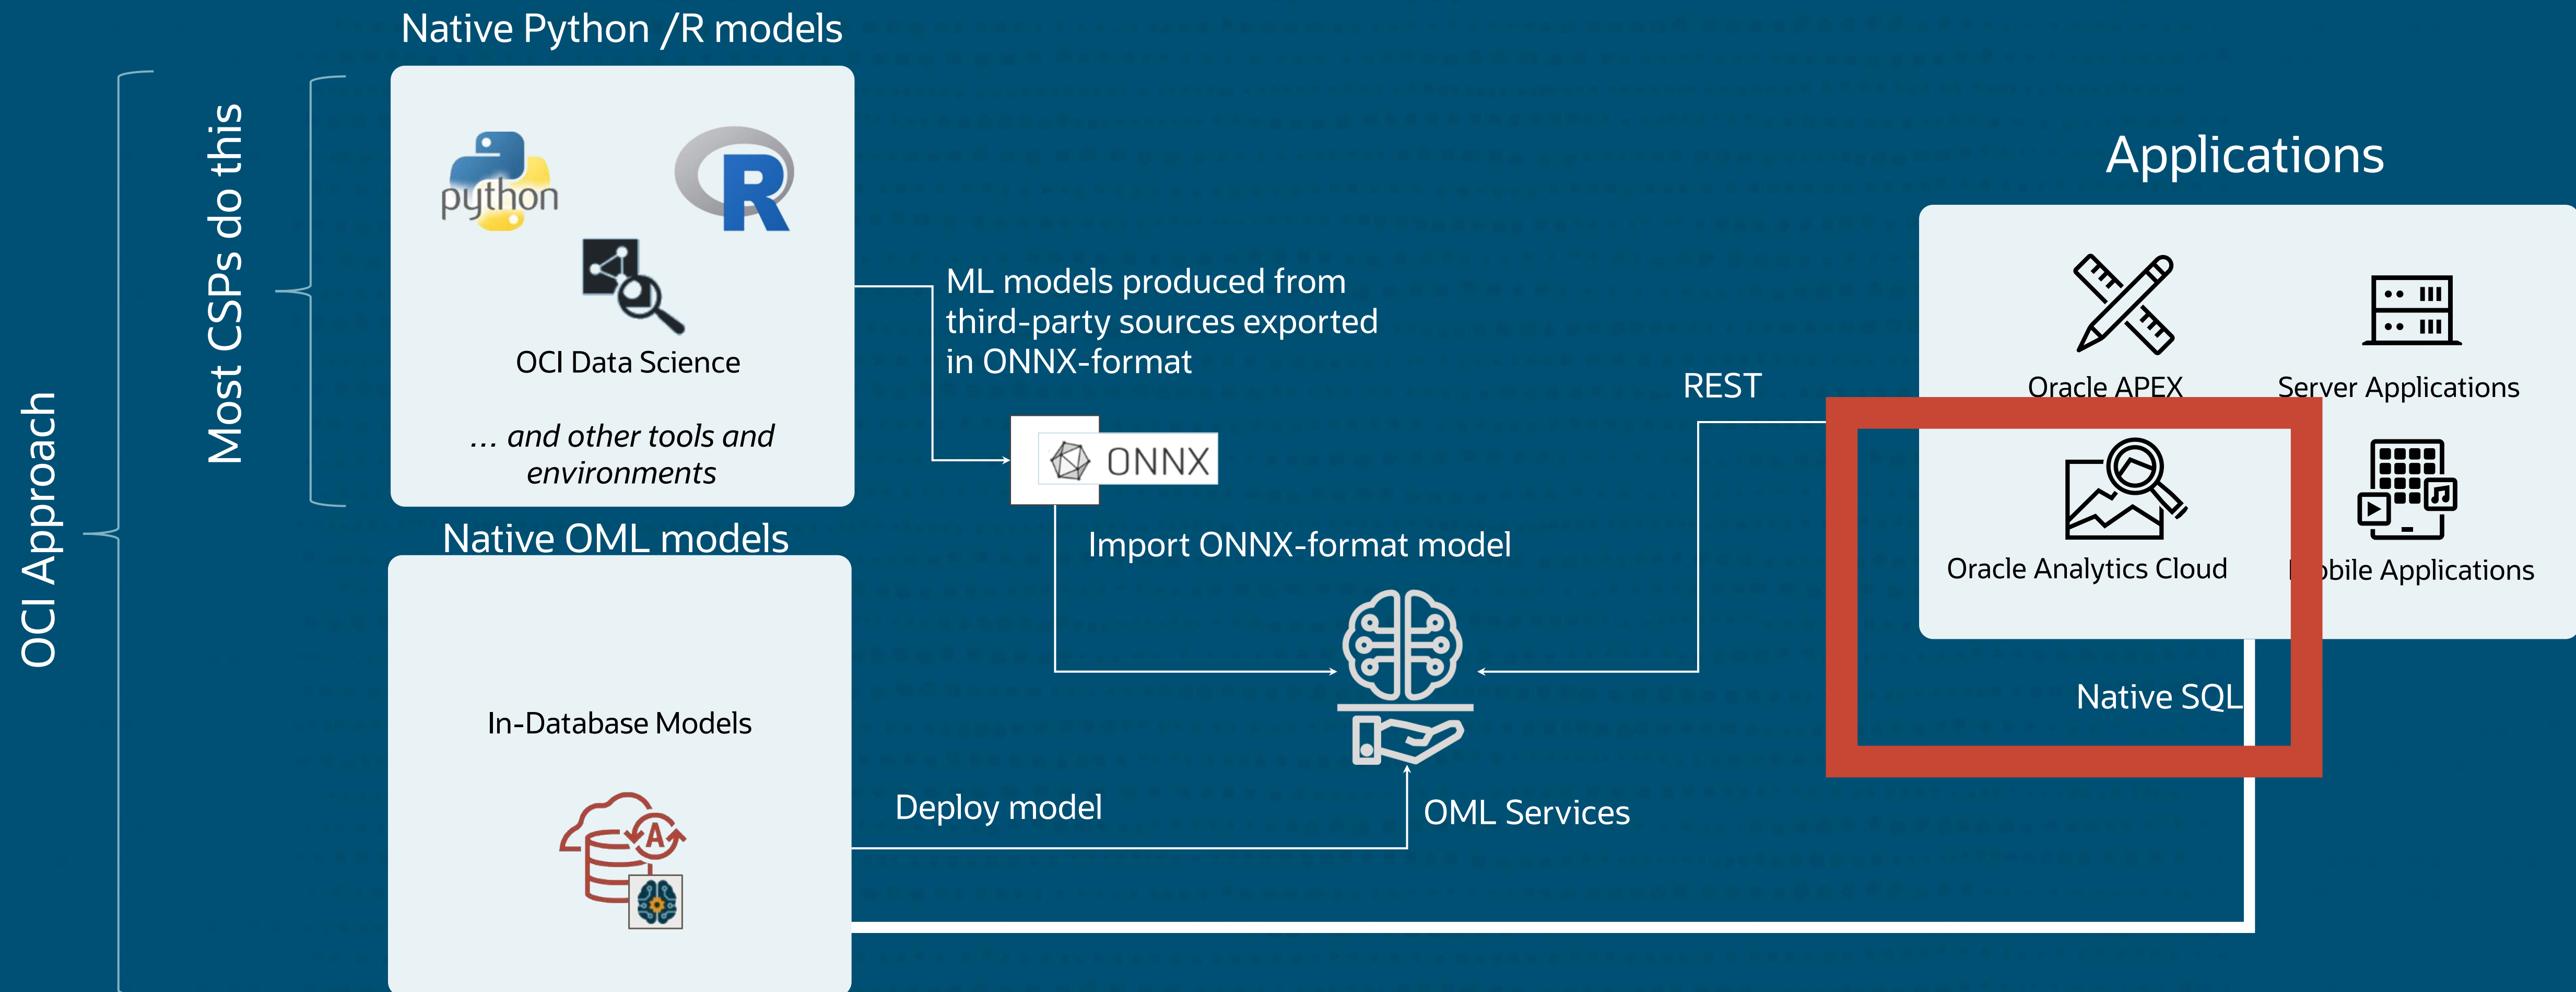 Native Python /R models
OCI Approach
Most CSPs do this
python
R
OCI Data Science
... and other tools and
environments
ML models produced from
third-party sources exported
in ONNX-format
ONNX
Import ONNX-format model
Native OML models
In-Database Models
A
Deploy model
OML Services
REST
Applications
Oracle APEX
Server Applications
Oracle Analytics Cloud
Applications
Native SQL